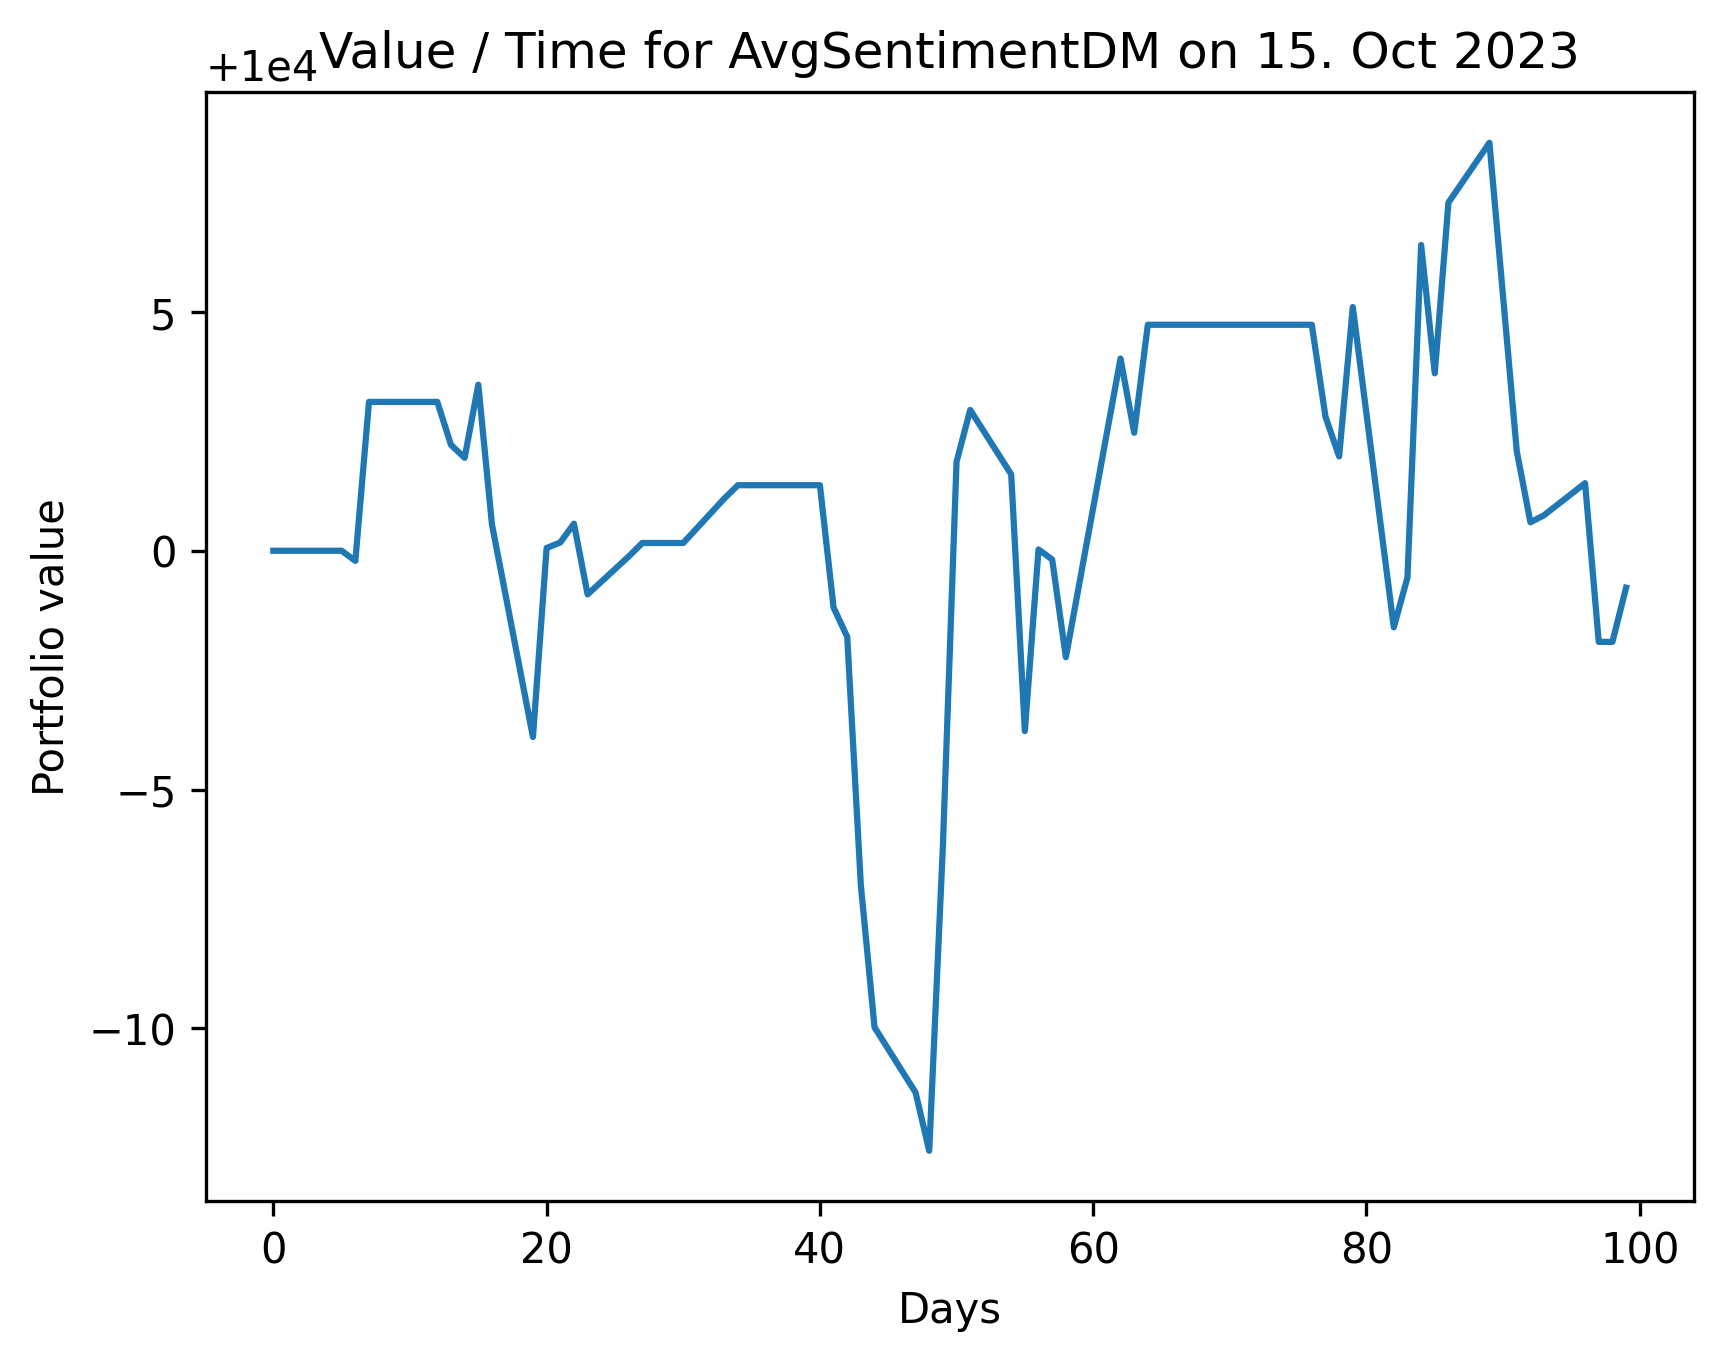 Value / Time for AvgSentimentDM on 15. Oct 2023
+1e4
5
0
−5
−10
Portfolio value
0 20 40 60 80 100
Days